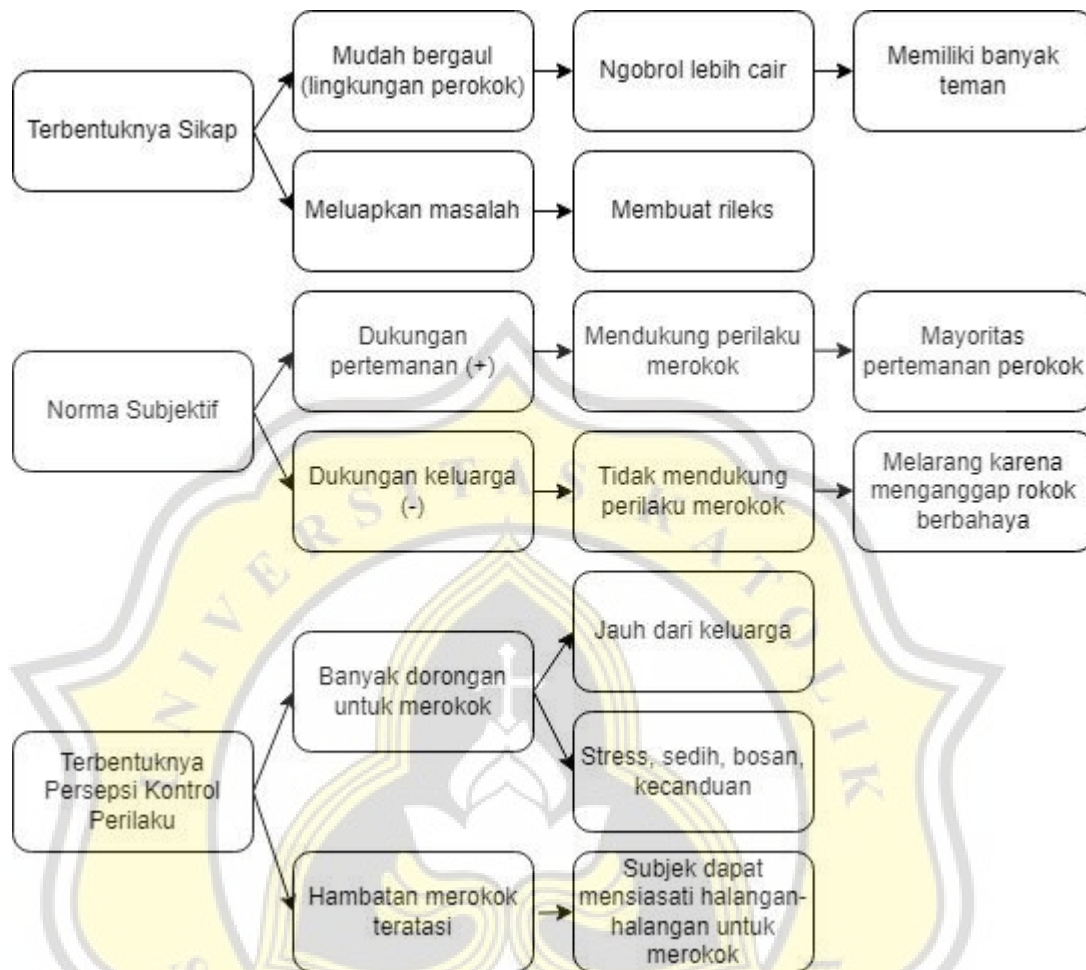 Mudah bergaul
(lingkungan perokok)
Ngobrol lebih cair
Memiliki banyak
teman
Terbentuknya Sikap
Meluapkan masalah
Membuat rileks
Dukungan
pertemanan (+)
Mendukung perilaku
merokok
Mayoritas
pertemanan perokok
Norma Subjektif
Dukungan keluarga
(-)
Tidak mendukung
perilaku merokok
Melarang karena
menganggap rokok
berbahaya
Jauh dari keluarga
Banyak dorongan
untuk merokok
Stress, sedih, bosan,
kecanduan
Terbentuknya
Persepsi Kontrol
Perilaku
Hambatan merokok
teratasi
Subjek dapat
mensiasati halangan-
halangan untuk
merokok
UNIVERSITAS KATOLIK